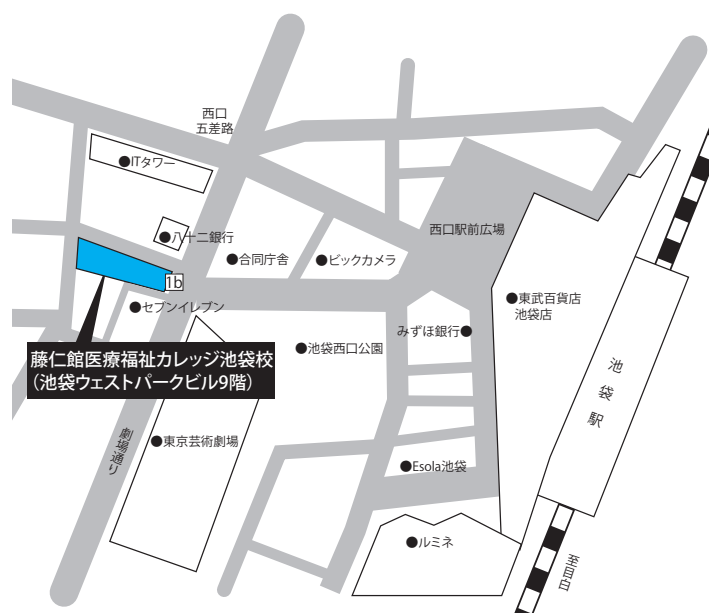 西口
五差路
●ITタワー
西口駅前広場
●八十二銀行
●合同庁舎
●ビックカメラ
1b
●セブンイレブン
●東武百貨店
池袋店
みずほ銀行●
藤仁館医療福祉カレッジ池袋校
（池袋ウェストパークビル9階）
●池袋西口公園
池袋駅
劇場通り
●東京芸術劇場
●Esola池袋
●ルミネ
至目白